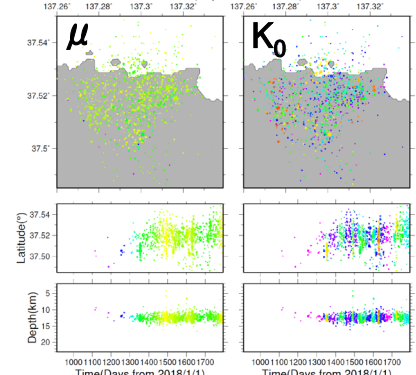 137.26˚ 137.28˚ 137.3˚ 137.32˚ 137.26˚ 137.28˚ 137.3˚ 137.32˚
μ K0
37.54˚
37.52˚
37.5˚
37.54
37.52
37.50
Latitude(°)
5
10
15
20
Depth(km)
1000 1100 1200 1300 1400 1500 1600 1700 1000 1100 1200 1300 1400 1500 1600 1700
Time(Days from 2018/1/1) Time(Days from 2018/1/1)